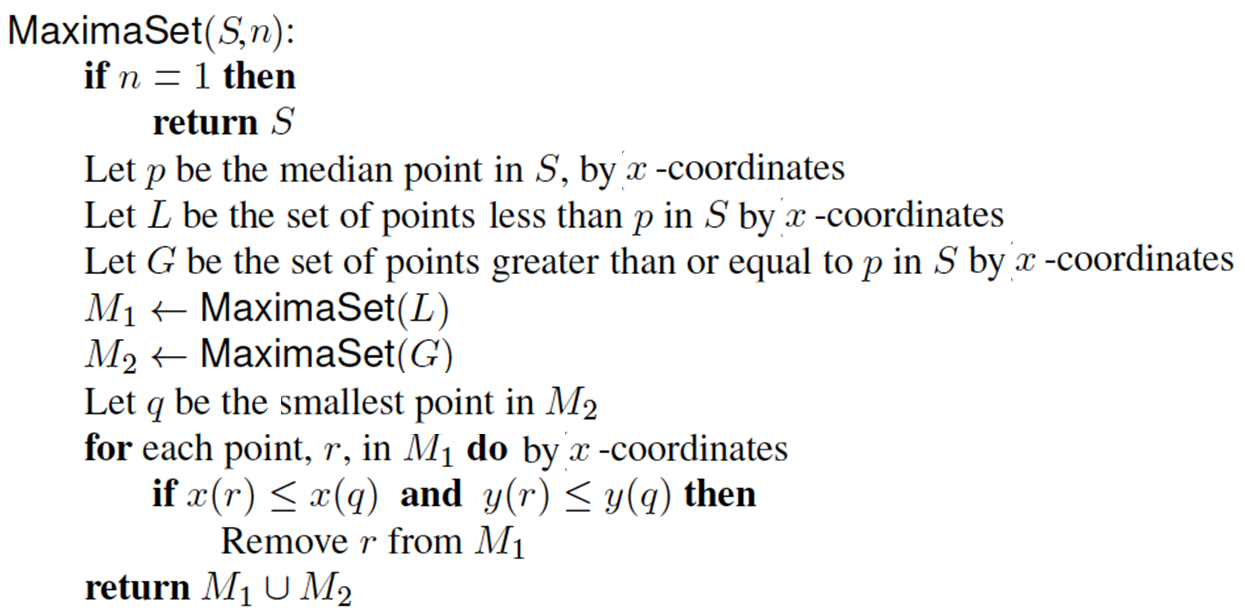 MaximaSet(S,n):
if n = 1 then
return S
Let p be the median point in S, by x -coordinates
Let L be the set of points less than p in S by x -coordinates
Let G be the set of points greater than or equal to p in S by x -coordinates
M₁ ← MaximaSet(L)
M₂ ← MaximaSet(G)
Let q be the smallest point in M₂
for each point, r, in M₁ do by x -coordinates
if x(r) ≤ x(q) and y(r) ≤ y(q) then
Remove r from M₁
return M₁ ∪ M₂